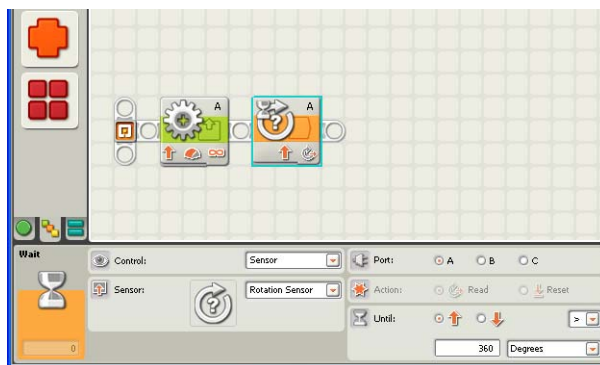 A A
Wait
Control: Sensor
Port: A B C
Sensor: Rotation Sensor
Action: Read Reset
Until: >
0
360 Degrees